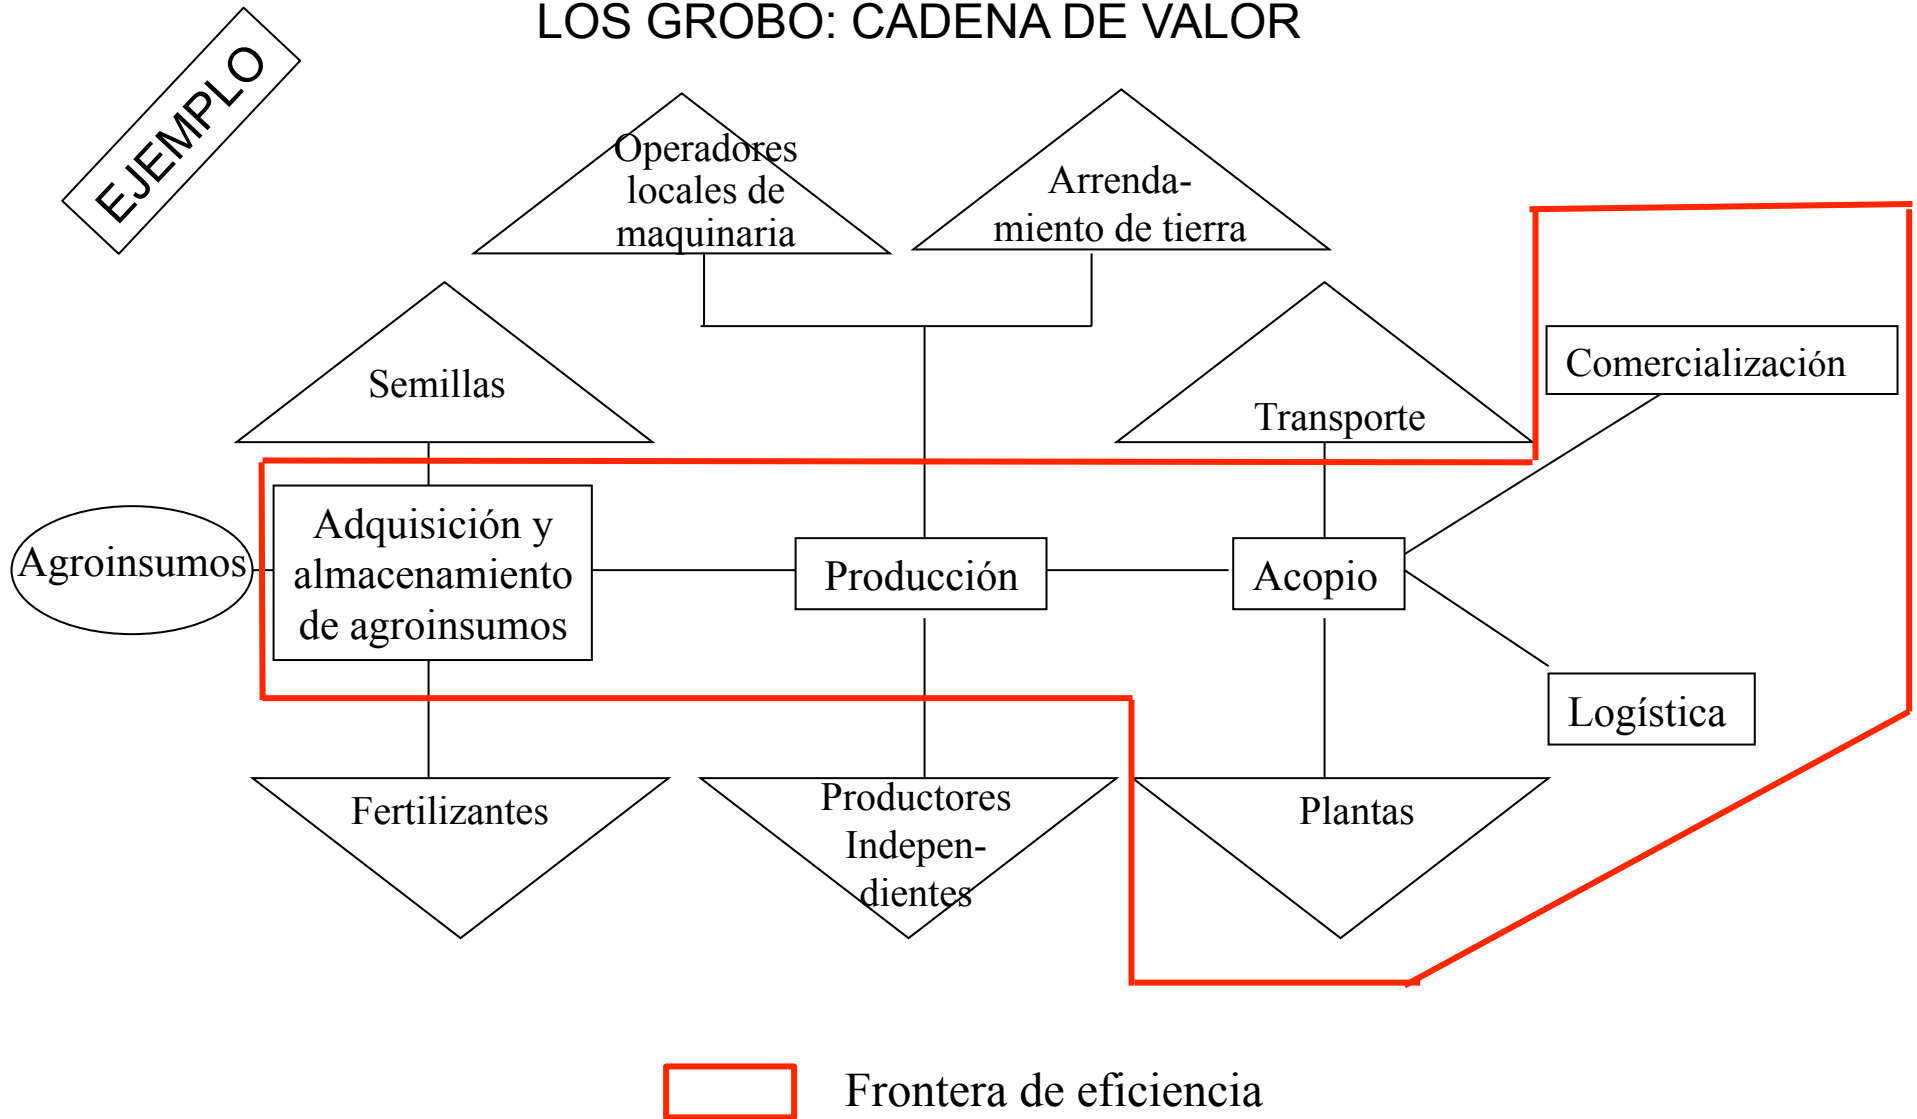 LOS GROBO: CADENA DE VALOR
EJEMPLO
Operadores
locales de
maquinaria
Arrenda-
miento de tierra
Semillas
Transporte
Comercialización
Agroinsumos
Adquisición y
almacenamiento
de agroinsumos
Producción
Acopio
Logística
Fertilizantes
Productores
Indepen-
dientes
Plantas
Frontera de eficiencia